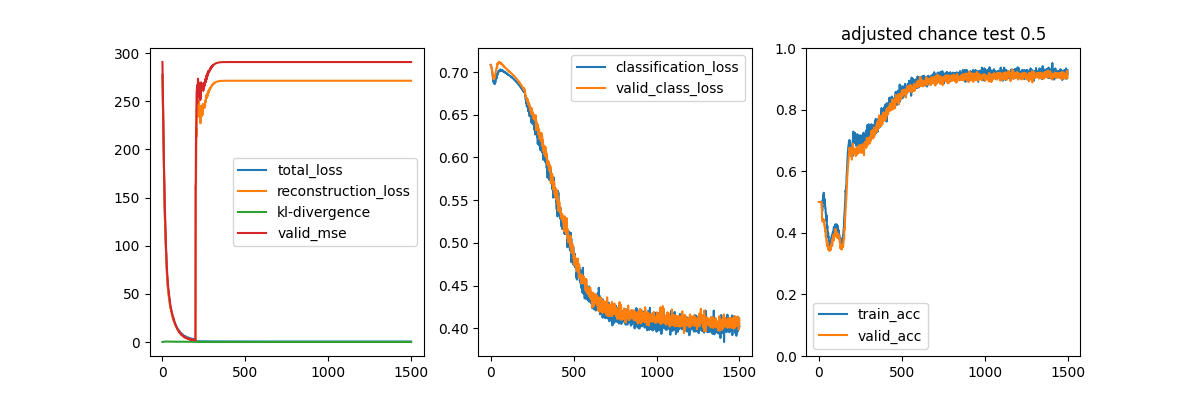 adjusted chance test 0.5
300
250
200
150
100
50
0
total_loss
reconstruction_loss
kl-divergence
valid_mse
0 500 1000 1500
0.70
0.65
0.60
0.55
0.50
0.45
0.40
classification_loss
valid_class_loss
0 500 1000 1500
1.0
0.8
0.6
0.4
0.2
0.0
train_acc
valid_acc
0 500 1000 1500